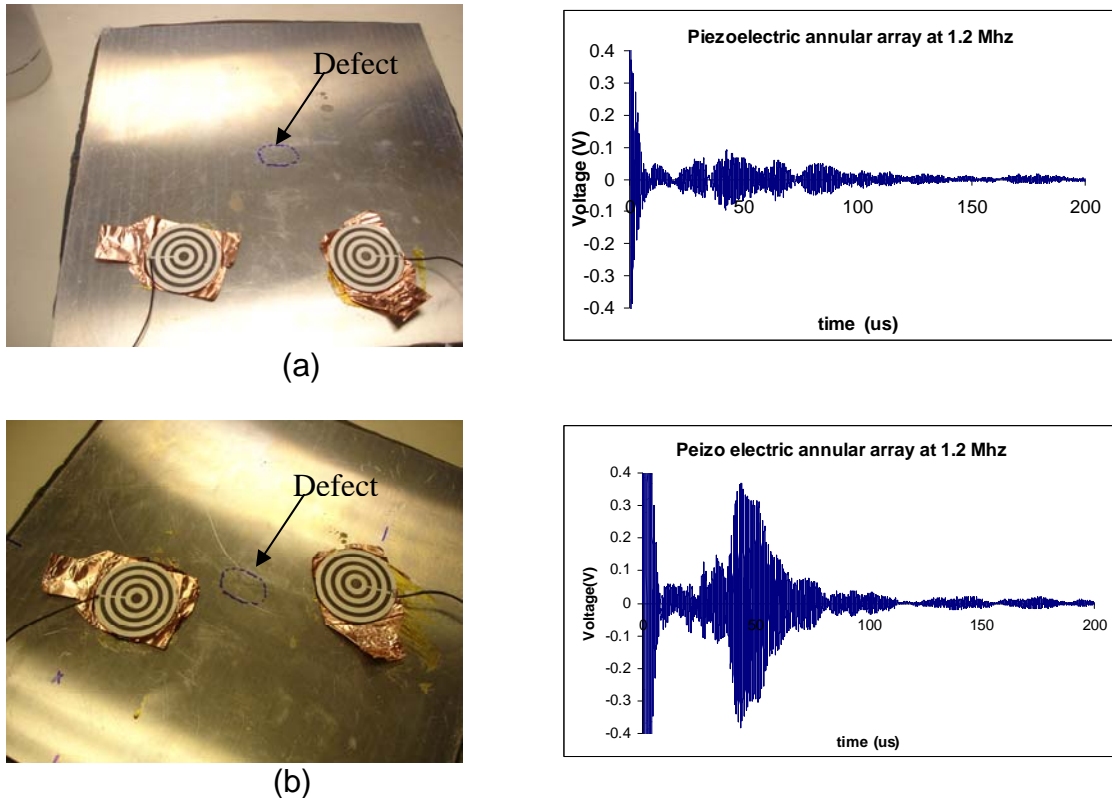 Defect
Piezoelectric annular array at 1.2 Mhz
0.4
0.3
0.2
0.1
0
-0.1
-0.2
-0.3
-0.4
Voltage (V)
0 50 100 150 200
time (us)
(a)
Defect
Peizo electric annular array at 1.2 Mhz
0.4
0.3
0.2
0.1
0
-0.1
-0.2
-0.3
-0.4
Voltage(V)
0 50 100 150 200
time (us)
(b)